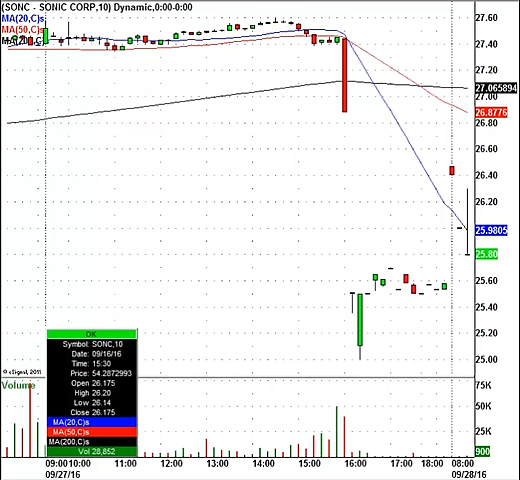 (SONC - SONIC CORP,10) Dynamic,0:00-0:00
MA(20,C)s
MA(50,C)s
MA(200,C)s
27.60
27.40
27.20
27.065894
27.00
26.8776
26.80
26.60
26.40
26.20
25.9805
25.80
25.60
25.40
25.20
25.00
© eSignal, 2011
Volume
75K
50K
25K
900
OK
Symbol: SONC,10
Date: 09/16/16
Time: 15:30
Price: 54.2872993
Open 26.175
High 26.20
Low 26.14
Close 26.175
MA(20,C)s
MA(50,C)s
MA(200,C)s
Vol 28,852
09:00 10:00 11:00 12:00 13:00 14:00 15:00 16:00 17:00 18:00 08:00
09/27/16 09/28/16